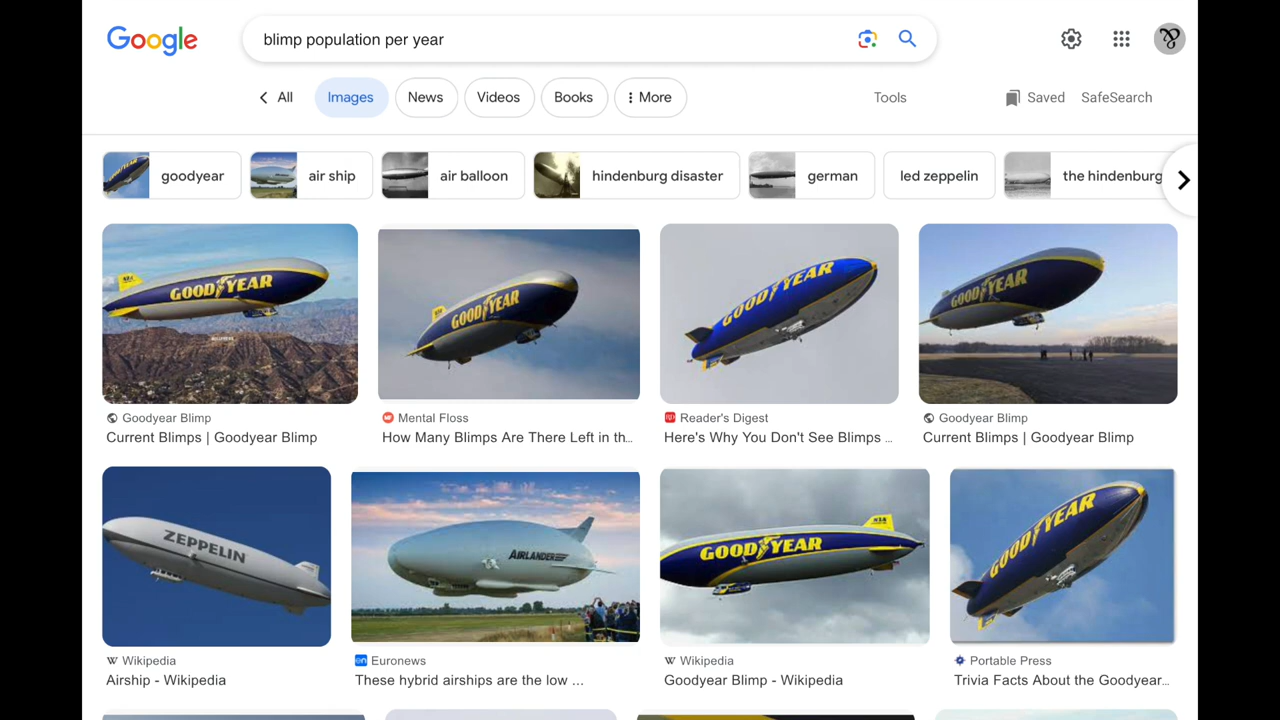 Google
blimp population per year
All
Images
News
Videos
Books
More
Tools
Saved
SafeSearch
goodyear
air ship
air balloon
hindenburg disaster
german
led zeppelin
the hindenburg
GOODYEAR
GOODYEAR
GOODYEAR
GOODYEAR
Goodyear Blimp
Current Blimps | Goodyear Blimp
Mental Floss
How Many Blimps Are There Left in th...
Reader's Digest
Here's Why You Don't See Blimps ...
Goodyear Blimp
Current Blimps | Goodyear Blimp
ZEPPELIN
AIRLANDER
GOODYEAR
GOODYEAR
Wikipedia
Airship - Wikipedia
en Euronews
These hybrid airships are the low ...
W Wikipedia
Goodyear Blimp - Wikipedia
Portable Press
Trivia Facts About the Goodyear...